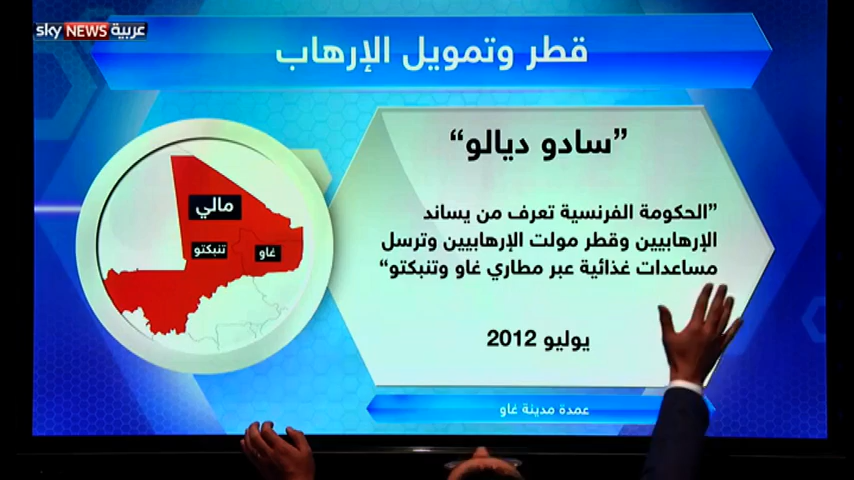 sky NEWS عربية
قطر وتمويل الإرهاب
”سادو ديالو“
”الحكومة الفرنسية تعرف من يساند
الإرهابيين وقطر مولت الإرهابيين وترسل
مساعدات غذائية عبر مطاري غاو وتنبكتو“
يوليو 2012
عمدة مدينة غاو
مالي
تنبكتو
غاو